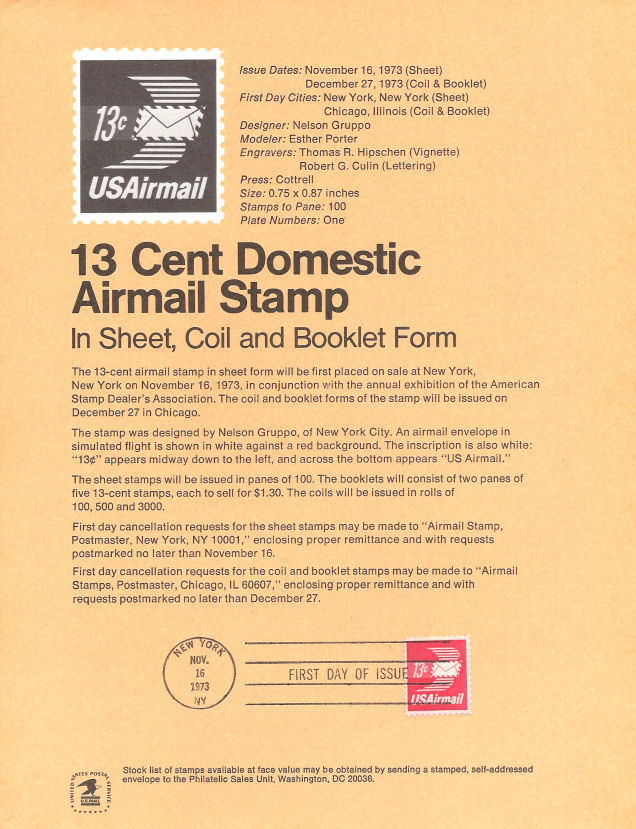 13¢
USAirmail
Issue Dates: November 16, 1973 (Sheet)
December 27, 1973 (Coil & Booklet)
First Day Cities: New York, New York (Sheet)
Chicago, Illinois (Coil & Booklet)
Designer: Nelson Gruppo
Modeler: Esther Porter
Engravers: Thomas R. Hipschen (Vignette)
Robert G. Culin (Lettering)
Press: Cottrell
Size: 0.75 x 0.87 inches
Stamps to Pane: 100
Plate Numbers: One
13 Cent Domestic
Airmail Stamp
In Sheet, Coil and Booklet Form
The 13-cent airmail stamp in sheet form will be first placed on sale at New York,
New York on November 16, 1973, in conjunction with the annual exhibition of the American
Stamp Dealer's Association. The coil and booklet forms of the stamp will be issued on
December 27 in Chicago.
The stamp was designed by Nelson Gruppo, of New York City. An airmail envelope in
simulated flight is shown in white against a red background. The inscription is also white:
"13¢" appears midway down to the left, and across the bottom appears "US Airmail."
The sheet stamps will be issued in panes of 100. The booklets will consist of two panes of
five 13-cent stamps, each to sell for $1.30. The coils will be issued in rolls of
100, 500 and 3000.
First day cancellation requests for the sheet stamps may be made to "Airmail Stamp,
Postmaster, New York, NY 10001," enclosing proper remittance and with requests
postmarked no later than November 16.
First day cancellation requests for the coil and booklet stamps may be made to "Airmail
Stamps, Postmaster, Chicago, IL 60607," enclosing proper remittance and with
requests postmarked no later than December 27.
NEW YORK
NOV.
16
1973
NY
FIRST DAY OF ISSUE
13¢
USAirmail
UNITED STATES POSTAL SERVICE
U.S.MAIL
Stock list of stamps available at face value may be obtained by sending a stamped, self-addressed
envelope to the Philatelic Sales Unit, Washington, DC 20036.